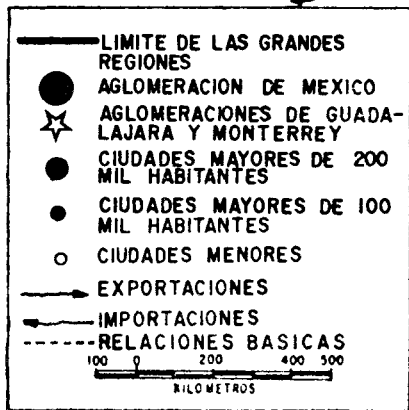 LIMITE DE LAS GRANDES
REGIONES
AGLOMERACION DE MEXICO
AGLOMERACIONES DE GUADA-
LAJARA Y MONTERREY
CIUDADES MAYORES DE 200
MIL HABITANTES
CIUDADES MAYORES DE 100
MIL HABITANTES
CIUDADES MENORES
EXPORTACIONES
IMPORTACIONES
RELACIONES BASICAS
100 0 200 400 500
KILOMETROS